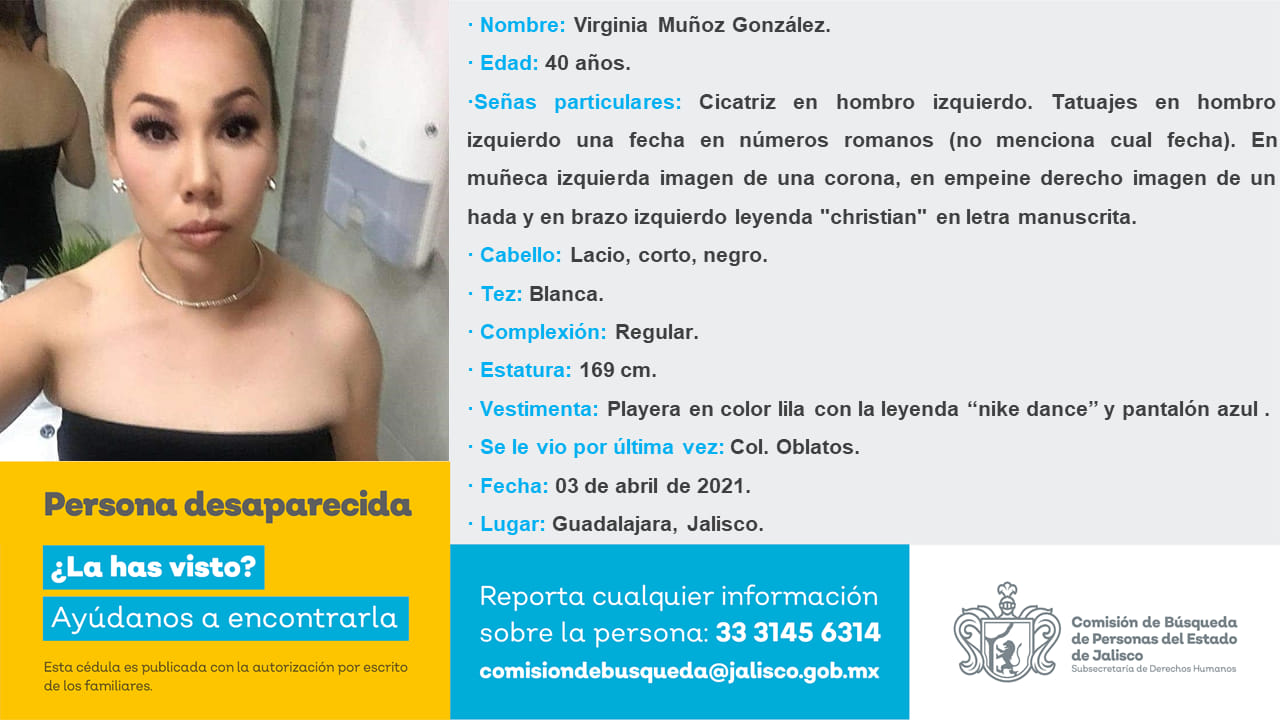 · Nombre: Virginia Muñoz González.
· Edad: 40 años.
·Señas particulares: Cicatriz en hombro izquierdo. Tatuajes en hombro
izquierdo una fecha en números romanos (no menciona cual fecha). En
muñeca izquierda imagen de una corona, en empeine derecho imagen de un
hada y en brazo izquierdo leyenda "christian" en letra manuscrita.
· Cabello: Lacio, corto, negro.
· Tez: Blanca.
· Complexión: Regular.
· Estatura: 169 cm.
· Vestimenta: Playera en color lila con la leyenda “nike dance” y pantalón azul .
· Se le vio por última vez: Col. Oblatos.
· Fecha: 03 de abril de 2021.
· Lugar: Guadalajara, Jalisco.
Persona desaparecida
¿La has visto?
Ayúdanos a encontrarla
Esta cédula es publicada con la autorización por escrito
de los familiares.
Reporta cualquier información
sobre la persona: 33 3145 6314
comisiondebusqueda@jalisco.gob.mx
Comisión de Búsqueda
de Personas del Estado
de Jalisco
Subsecretaría de Derechos Humanos